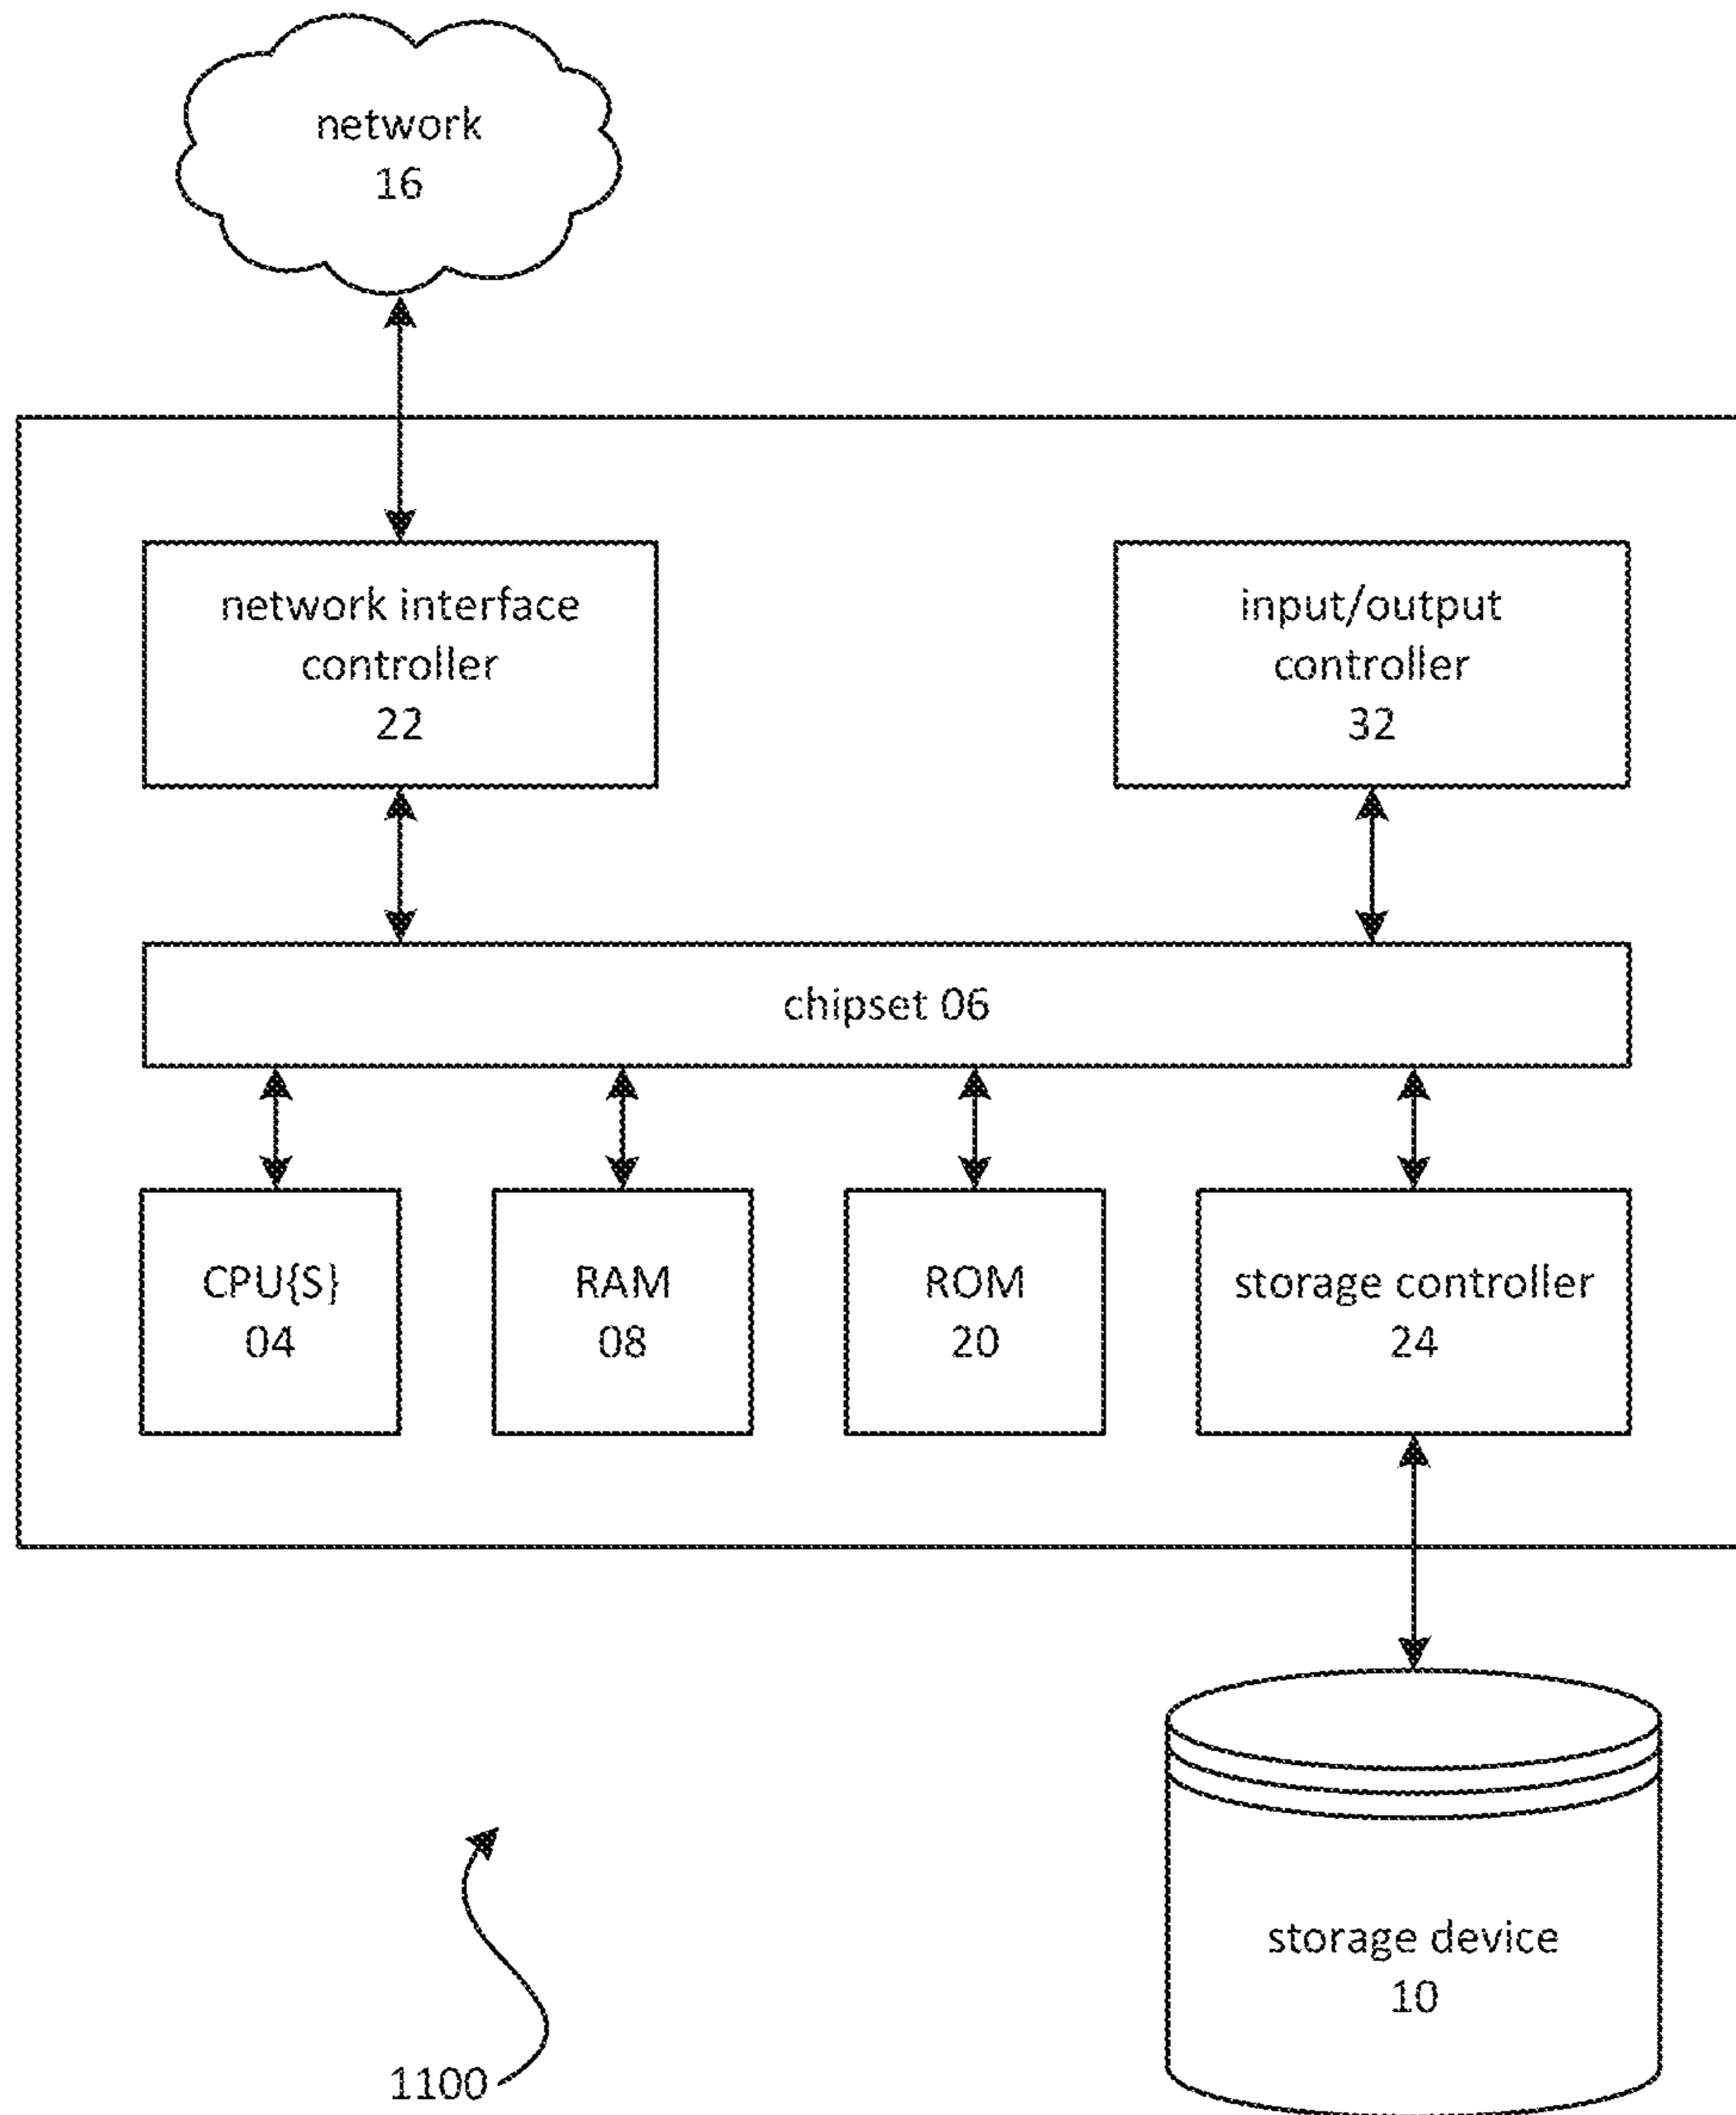 network
16
network interface
controller
22
input/output
controller
32
chipset 06
CPU{S}
04
RAM
08
ROM
20
storage controller
24
storage device
10
1100